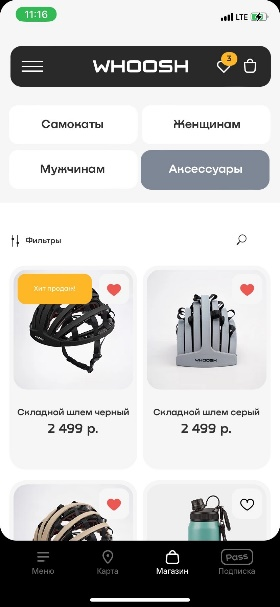 11:16
LTE
WHOOSH
3
Самокаты
Женщинам
Мужчинам
Аксессуары
Фильтры
Хит продаж!
WHOOSH
Складной шлем черный
2 499 р.
Складной шлем серый
2 499 р.
Меню
Карта
Магазин
Pass
Подписка